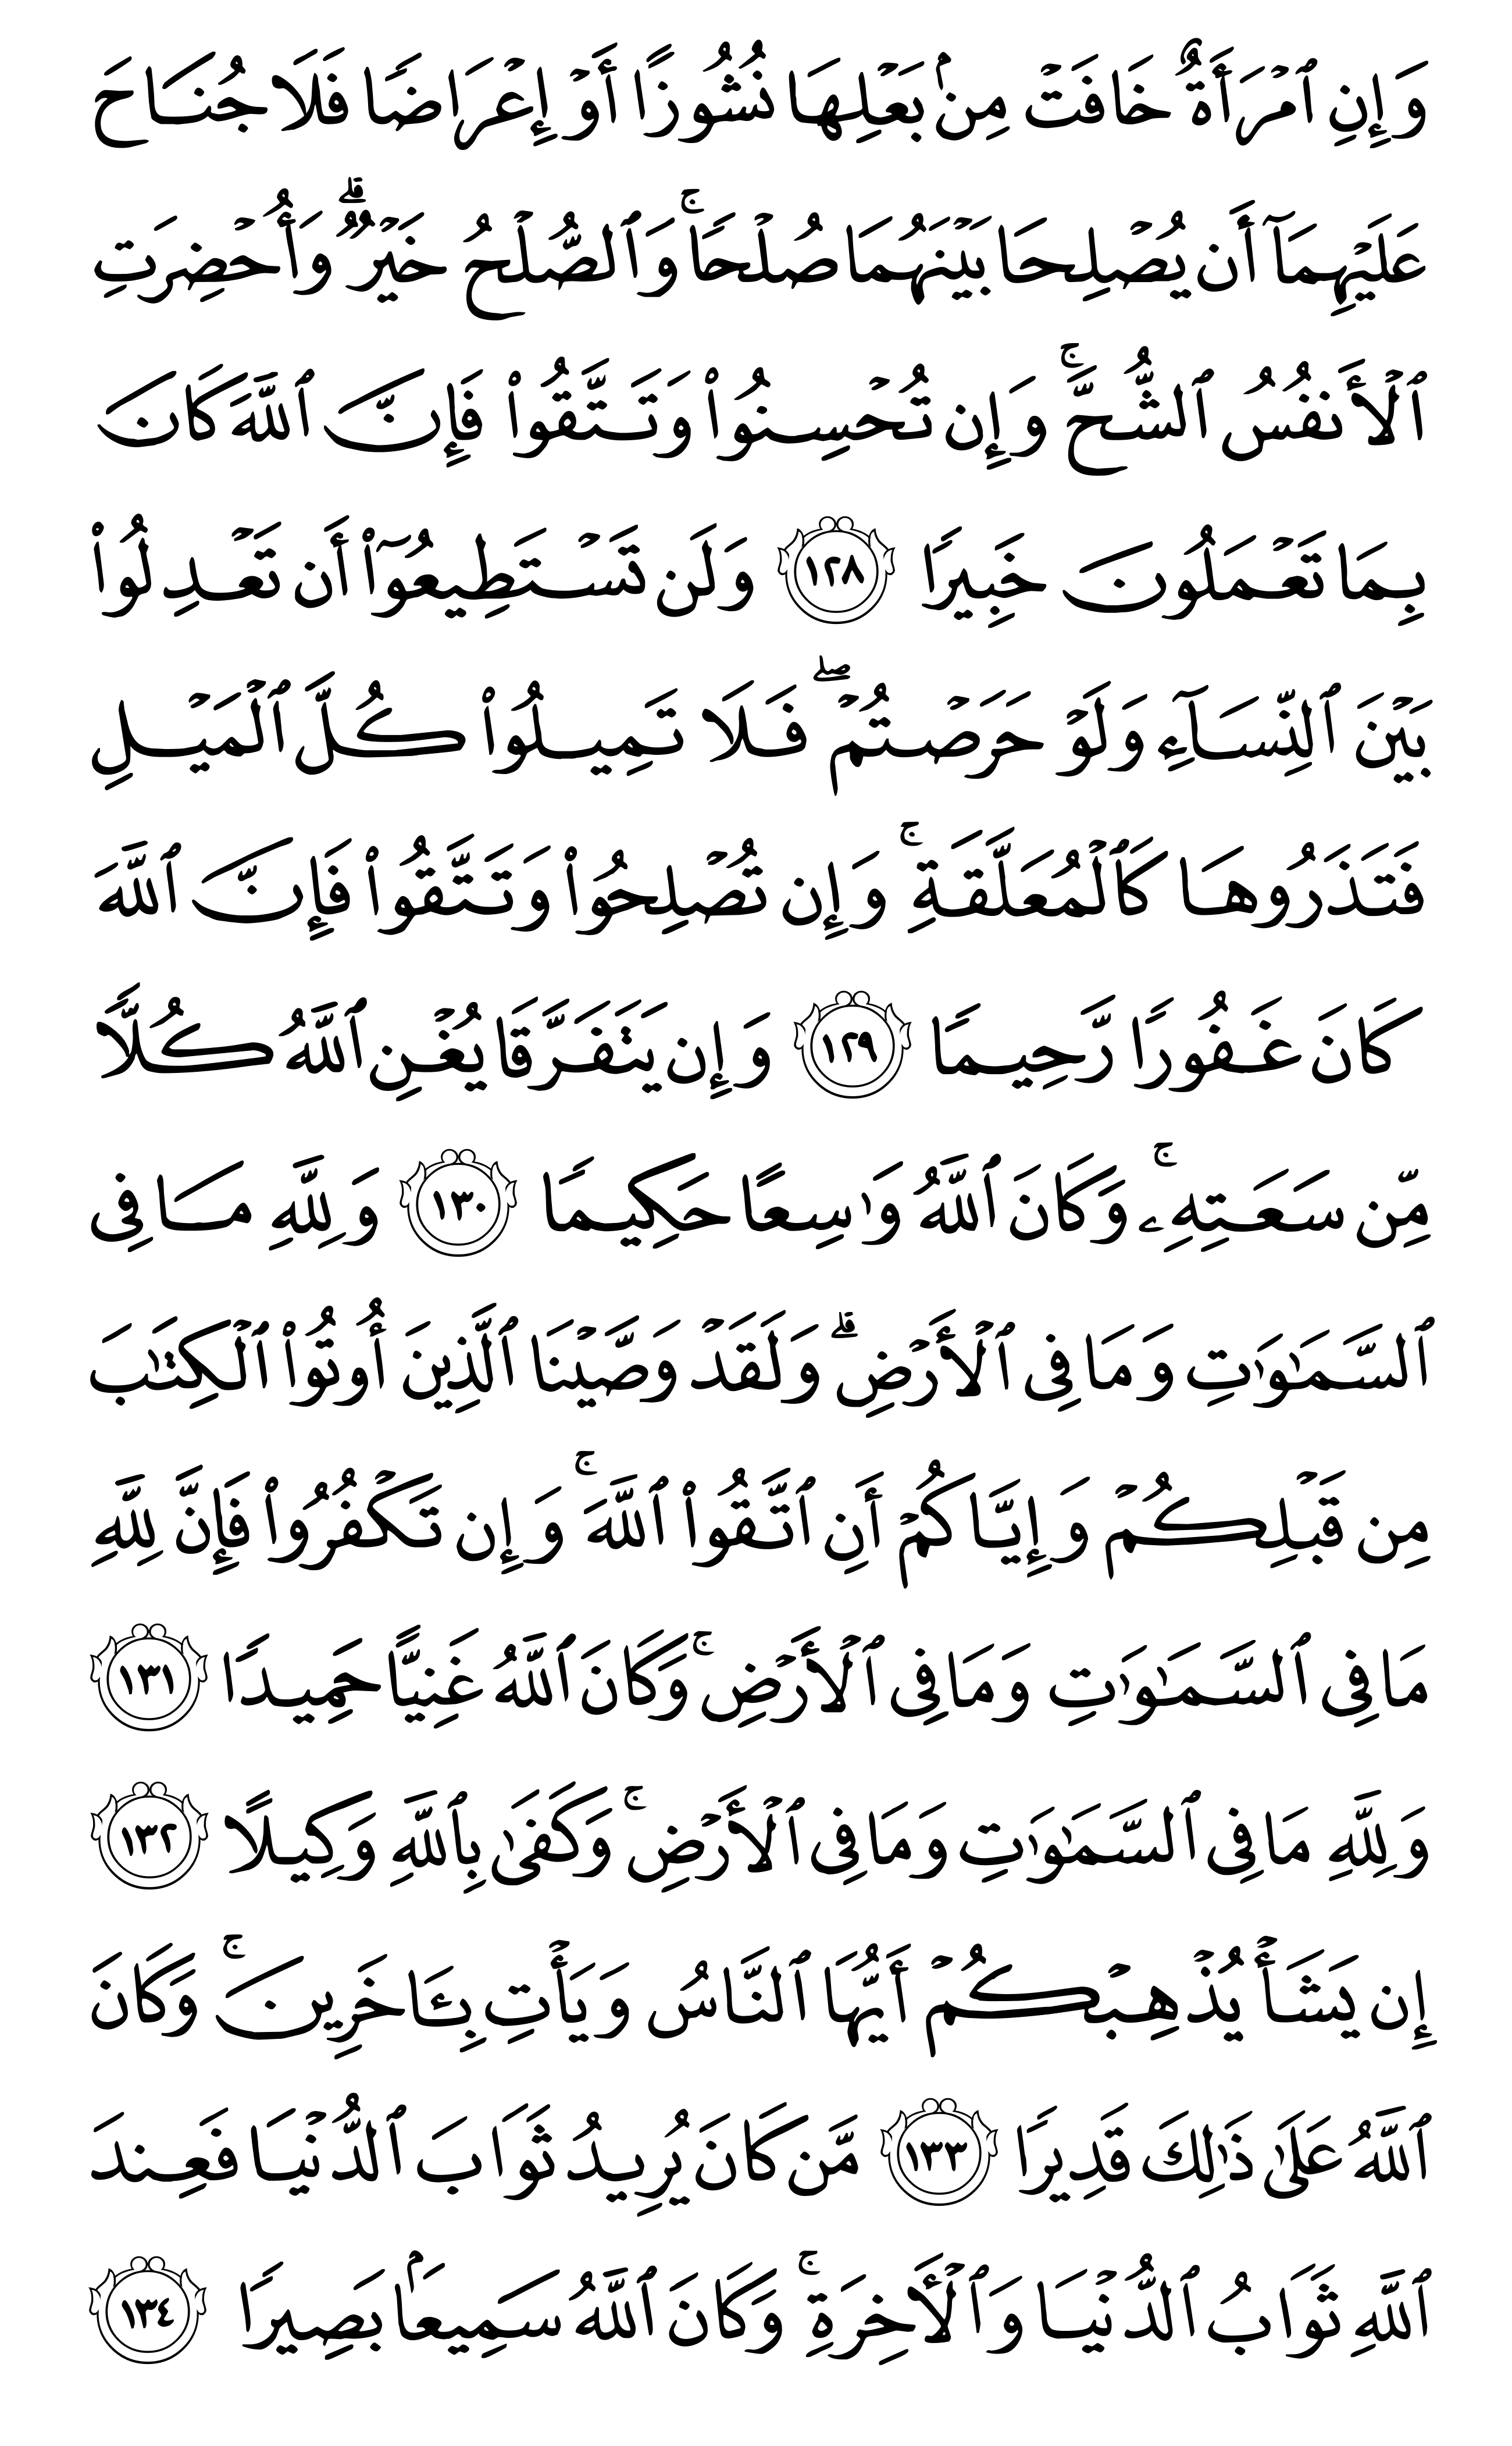 وَإِنِ ٱمۡرَأَةٌ خَافَتۡ مِنۢ بَعۡلِهَا نُشُوزًا أَوۡ إِعۡرَاضٗا فَلَا جُنَاحَ
عَلَيۡهِمَآ أَن يُصۡلِحَا بَيۡنَهُمَا صُلۡحٗاۚ وَٱلصُّلۡحُ خَيۡرٞۗ وَأُحۡضِرَتِ
ٱلۡأَنفُسُ ٱلشُّحَّۚ وَإِن تُحۡسِنُواْ وَتَتَّقُواْ فَإِنَّ ٱللَّهَ كَانَ
بِمَا تَعۡمَلُونَ خَبِيرٗا ١٢٨ وَلَن تَسۡتَطِيعُوٓاْ أَن تَعۡدِلُواْ
بَيۡنَ ٱلنِّسَآءِ وَلَوۡ حَرَصۡتُمۡۖ فَلَا تَمِيلُواْ كُلَّ ٱلۡمَيۡلِ
فَتَذَرُوهَا كَٱلۡمُعَلَّقَةِۚ وَإِن تُصۡلِحُواْ وَتَتَّقُواْ فَإِنَّ ٱللَّهَ
كَانَ غَفُورٗا رَّحِيمٗا ١٢٩ وَإِن يَتَفَرَّقَا يُغۡنِ ٱللَّهُ كُلّٗا
مِّن سَعَتِهِۦۚ وَكَانَ ٱللَّهُ وَٰسِعًا حَكِيمٗا ١٣٠ وَلِلَّهِ مَا فِي
ٱلسَّمَٰوَٰتِ وَمَا فِي ٱلۡأَرۡضِۗ وَلَقَدۡ وَصَّيۡنَا ٱلَّذِينَ أُوتُواْ ٱلۡكِتَٰبَ
مِن قَبۡلِكُمۡ وَإِيَّاكُمۡ أَنِ ٱتَّقُواْ ٱللَّهَۚ وَإِن تَكۡفُرُواْ فَإِنَّ لِلَّهِ
مَا فِي ٱلسَّمَٰوَٰتِ وَمَا فِي ٱلۡأَرۡضِۚ وَكَانَ ٱللَّهُ غَنِيًّا حَمِيدٗا ١٣١
وَلِلَّهِ مَا فِي ٱلسَّمَٰوَٰتِ وَمَا فِي ٱلۡأَرۡضِۚ وَكَفَىٰ بِٱللَّهِ وَكِيلًا ١٣٢
إِن يَشَأۡ يُذۡهِبۡكُمۡ أَيُّهَا ٱلنَّاسُ وَيَأۡتِ بِـَٔاخَرِينَۚ وَكَانَ
ٱللَّهُ عَلَىٰ ذَٰلِكَ قَدِيرٗا ١٣٣ مَّن كَانَ يُرِيدُ ثَوَابَ ٱلدُّنۡيَا فَعِندَ
ٱللَّهِ ثَوَابُ ٱلدُّنۡيَا وَٱلۡأٓخِرَةِۚ وَكَانَ ٱللَّهُ سَمِيعَۢا بَصِيرٗا ١٣٤